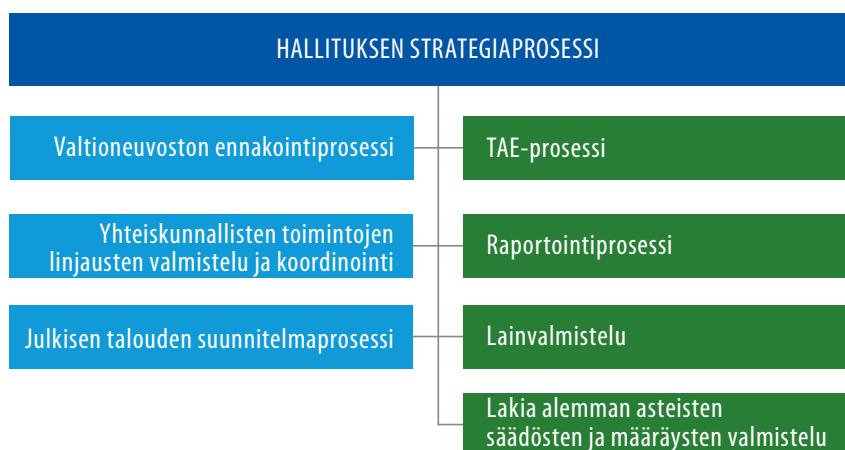 HALLITUKSEN STRATEGIAPROSESSI
Valtioneuvoston ennakointiprosessi
TAE-prosessi
Yhteiskunnallisten toimintojen
linjausten valmistelu ja koordinointi
Raportointiprosessi
Julkisen talouden suunnitelmaprosessi
Lainvalmistelu
Lakia alemman asteisten
säädösten ja määräysten valmistelu